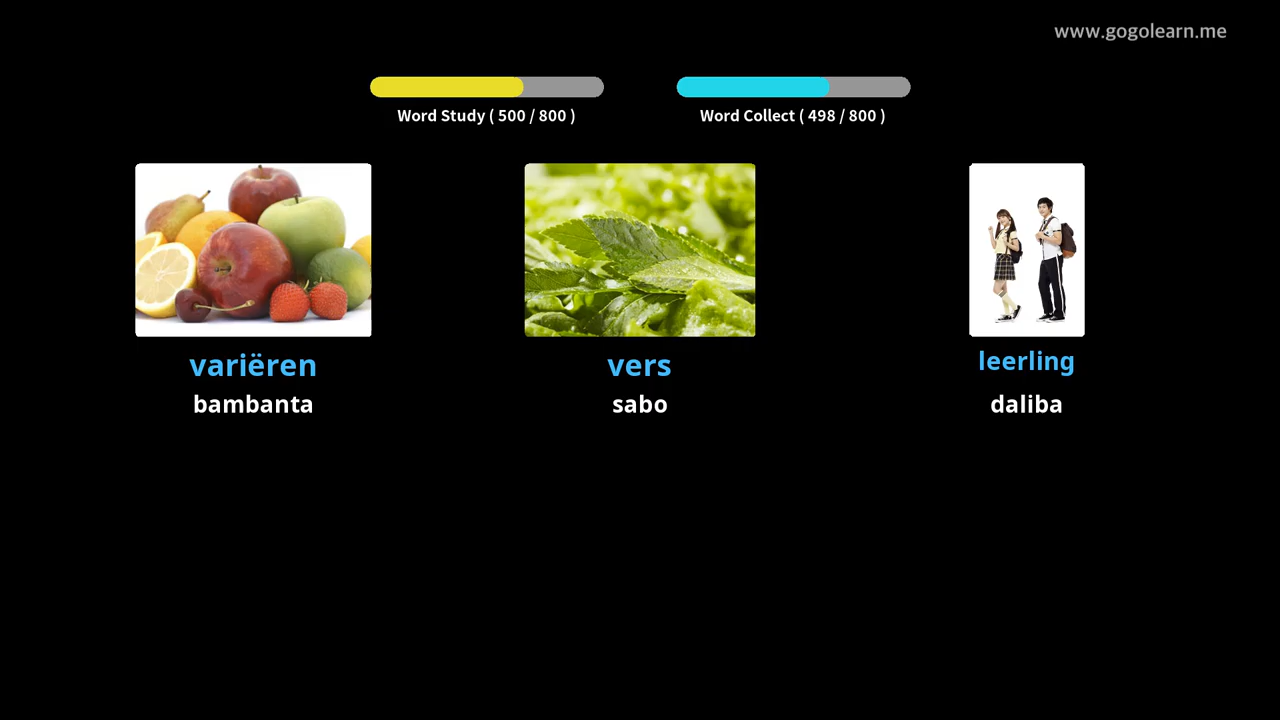 www.gogolearn.me
Word Study ( 500 / 800 )
Word Collect ( 498 / 800 )
variëren
bambanta
vers
sabo
leerling
daliba